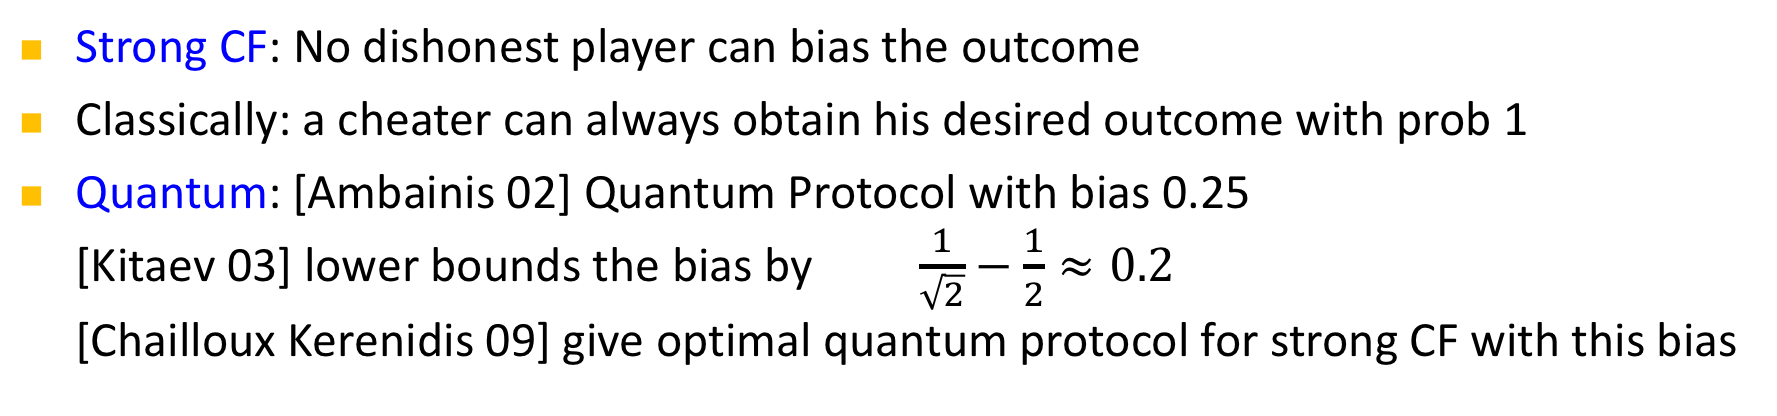 Strong CF: No dishonest player can bias the outcome
Classically: a cheater can always obtain his desired outcome with prob 1
Quantum: [Ambainis 02] Quantum Protocol with bias 0.25
[Kitaev 03] lower bounds the bias by 1/√2 − 1/2 ≈ 0.2
[Chailloux Kerenidis 09] give optimal quantum protocol for strong CF with this bias